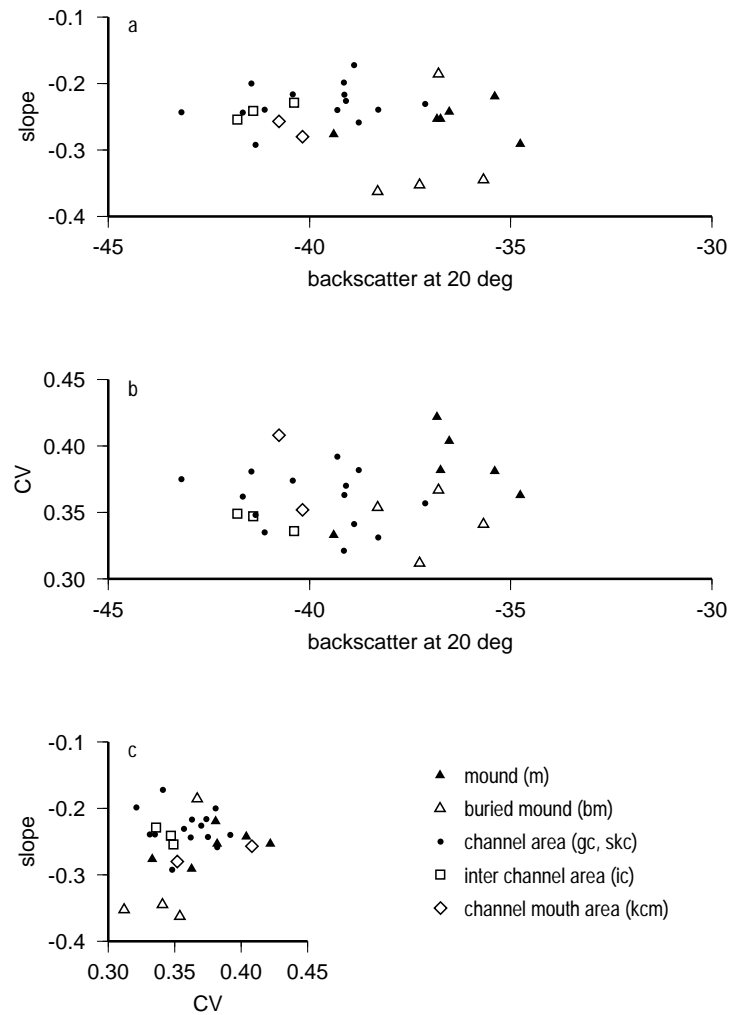 a
-0.1
-0.2
-0.3
-0.4
slope
-45 -40 -35 -30
backscatter at 20 deg
b
0.45
0.40
0.35
0.30
CV
-45 -40 -35 -30
backscatter at 20 deg
c
-0.1
-0.2
-0.3
-0.4
slope
0.30 0.35 0.40 0.45
CV
mound (m)
buried mound (bm)
channel area (gc, skc)
inter channel area (ic)
channel mouth area (kcm)